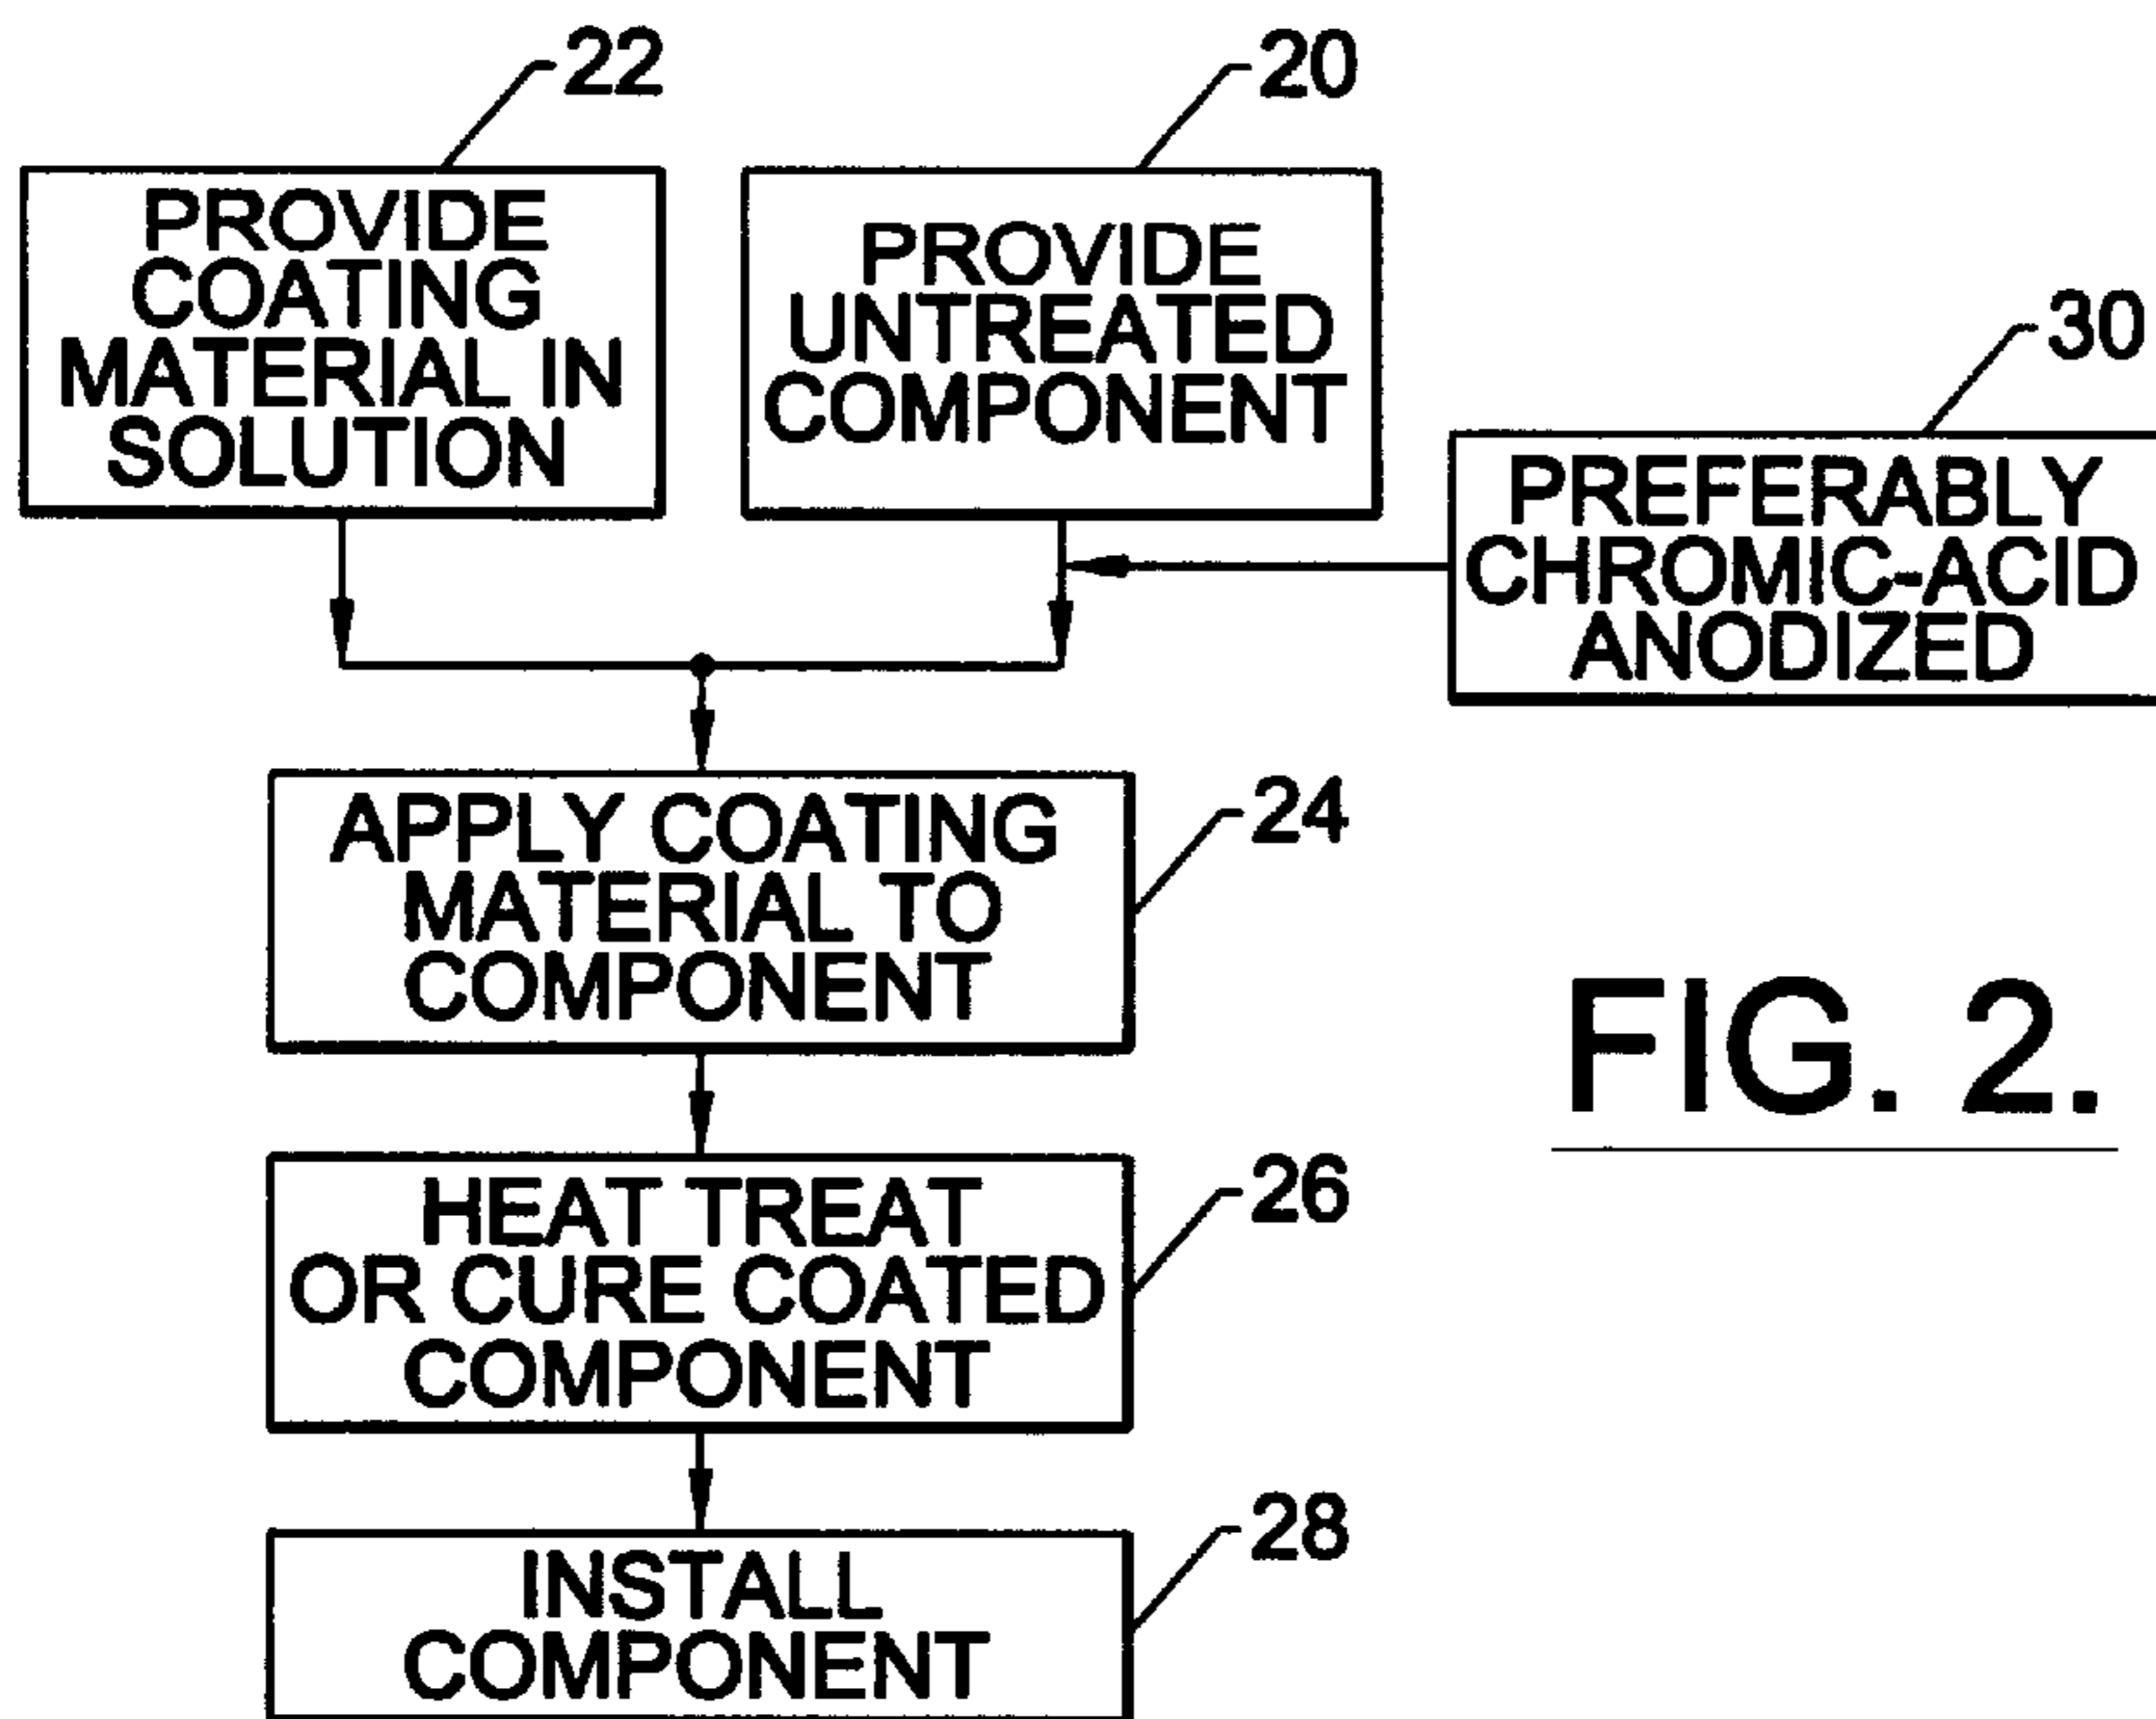 22
PROVIDE
COATING
MATERIAL IN
SOLUTION
20
PROVIDE
UNTREATED
COMPONENT
30
PREFERABLY
CHROMIC-ACID
ANODIZED
24
APPLY COATING
MATERIAL TO
COMPONENT
26
HEAT TREAT
OR CURE COATED
COMPONENT
28
INSTALL
COMPONENT
FIG. 2.